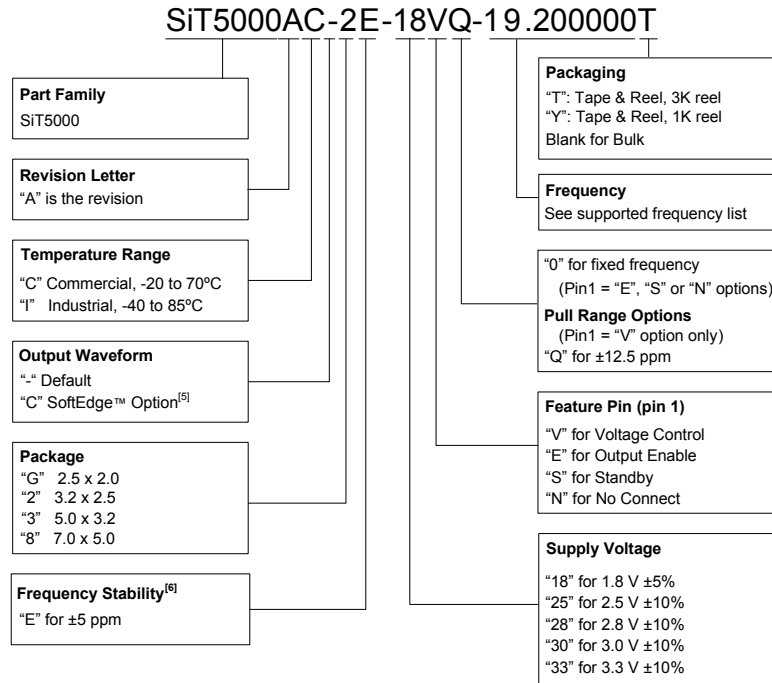 SiT5000AC-2E-18VQ-19.200000T
Part Family
SiT5000
Revision Letter
“A” is the revision
Temperature Range
“C” Commercial, -20 to 70ºC
“I” Industrial, -40 to 85ºC
Output Waveform
“-“ Default
“C” SoftEdge™ Option[5]
Package
“G” 2.5 x 2.0
“2” 3.2 x 2.5
“3” 5.0 x 3.2
“8” 7.0 x 5.0
Frequency Stability[6]
“E” for ±5 ppm
Packaging
“T”: Tape & Reel, 3K reel
“Y”: Tape & Reel, 1K reel
Blank for Bulk
Frequency
See supported frequency list
“0” for fixed frequency
(Pin1 = “E”, “S” or “N” options)
Pull Range Options
(Pin1 = “V” option only)
“Q” for ±12.5 ppm
Feature Pin (pin 1)
“V” for Voltage Control
“E” for Output Enable
“S” for Standby
“N” for No Connect
Supply Voltage
“18” for 1.8 V ±5%
“25” for 2.5 V ±10%
“28” for 2.8 V ±10%
“30” for 3.0 V ±10%
“33” for 3.3 V ±10%